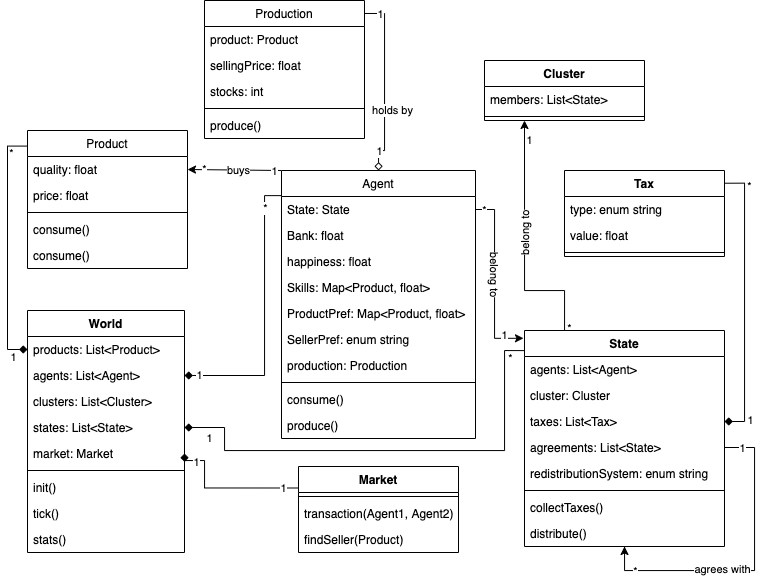 Production
product: Product
sellingPrice: float
stocks: int
produce()
1
holds by
1
Cluster
members: List<State>
1
belong to
*
Product
quality: float
price: float
consume()
consume()
*
1
*
buys
1
Agent
State: State
Bank: float
happiness: float
Skills: Map<Product, float>
ProductPref: Map<Product, float>
SellerPref: enum string
production: Production
consume()
produce()
*
1
*
belong to
1
Tax
type: enum string
value: float
*
1
World
products: List<Product>
agents: List<Agent>
clusters: List<Cluster>
states: List<State>
market: Market
init()
tick()
stats()
1
*
1
1
Market
transaction(Agent1, Agent2)
findSeller(Product)
State
agents: List<Agent>
cluster: Cluster
taxes: List<Tax>
agreements: List<State>
redistributionSystem: enum string
collectTaxes()
distribute()
1
*
agrees with